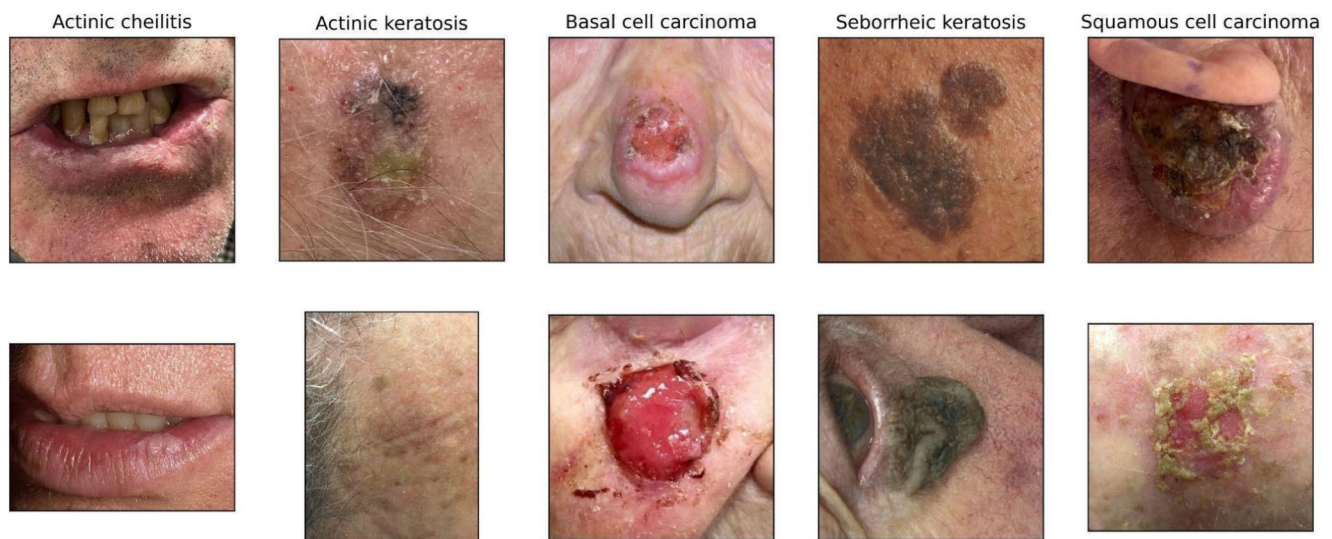 Actinic cheilitis
Actinic keratosis
Basal cell carcinoma
Seborrheic keratosis
Squamous cell carcinoma